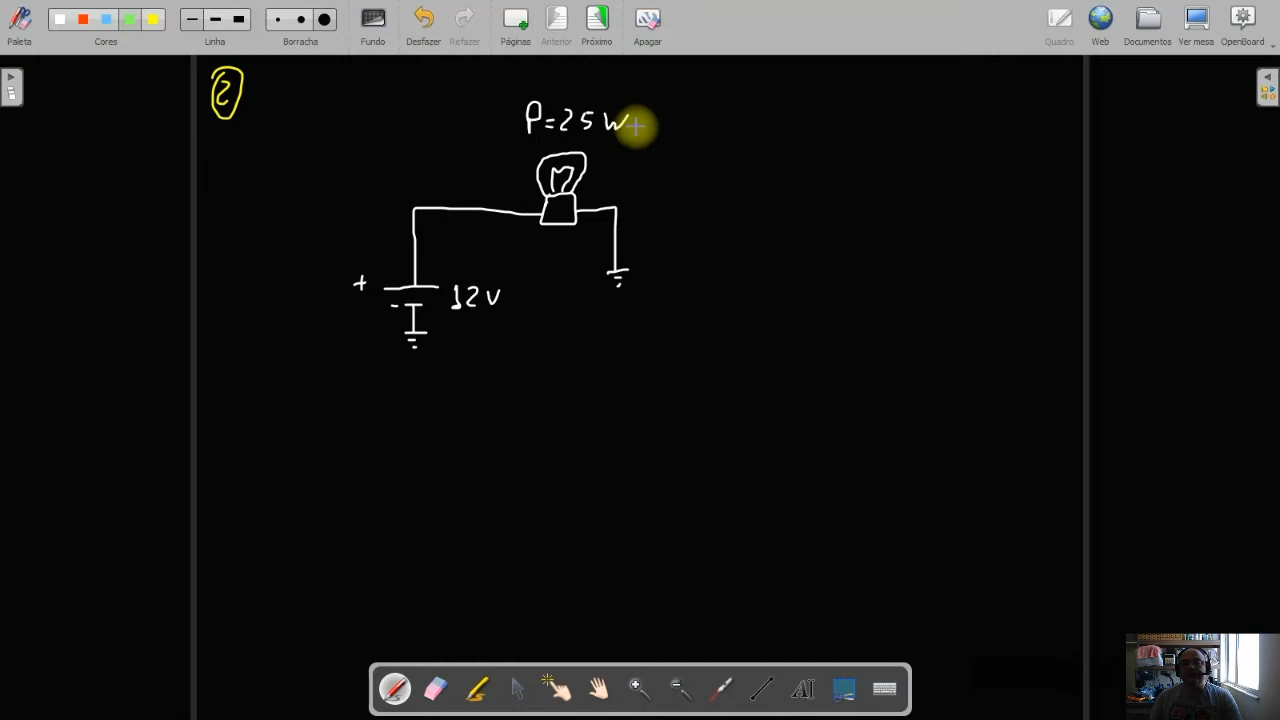 Paleta
Cores
Linha
Borracha
Fundo
Desfazer
Refazer
Páginas
Anterior
Próximo
Apagar
Quadro
Web
Documentos
Ver mesa
OpenBoard
2
P=25W
+
- 12V
AI